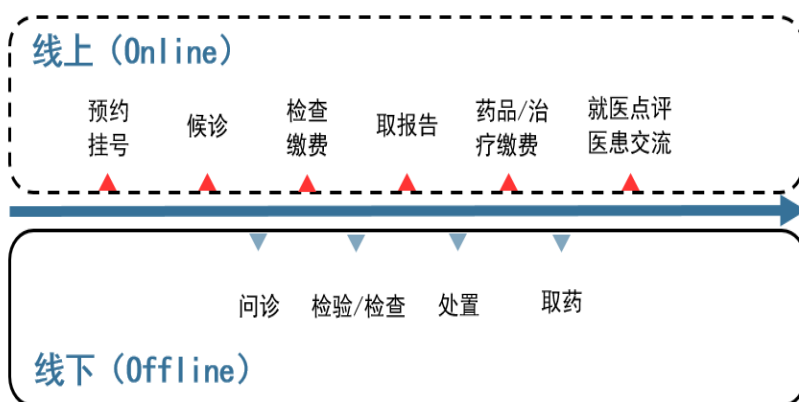 线上（Online）
预约
挂号
候诊
检查
缴费
取报告
药品/治
疗缴费
就医点评
医患交流
问诊
检验/检查
处置
取药
线下（Offline）